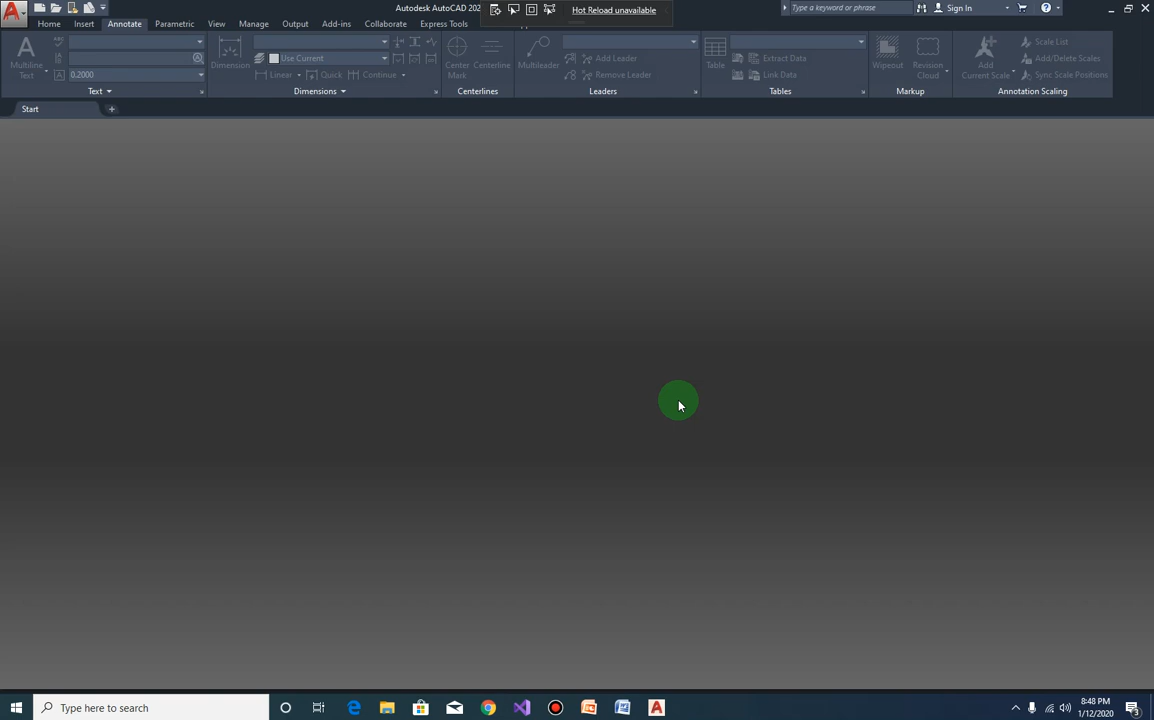 Autodesk AutoCAD 202
Hot Reload unavailable
Type a keyword or phrase
Sign In
Home Insert Annotate Parametric View Manage Output Add-ins Collaborate Express Tools
Multiline Text
0.2000
Text
Dimension
Use Current
Linear Quick Continue
Dimensions
Center Mark
Centerline
Centerlines
Multileader
Add Leader
Remove Leader
Leaders
Table
Extract Data
Link Data
Tables
Wipeout
Revision Cloud
Markup
Add Current Scale
Scale List
Add/Delete Scales
Sync Scale Positions
Annotation Scaling
Start
Type here to search
8:48 PM
1/12/2020
3